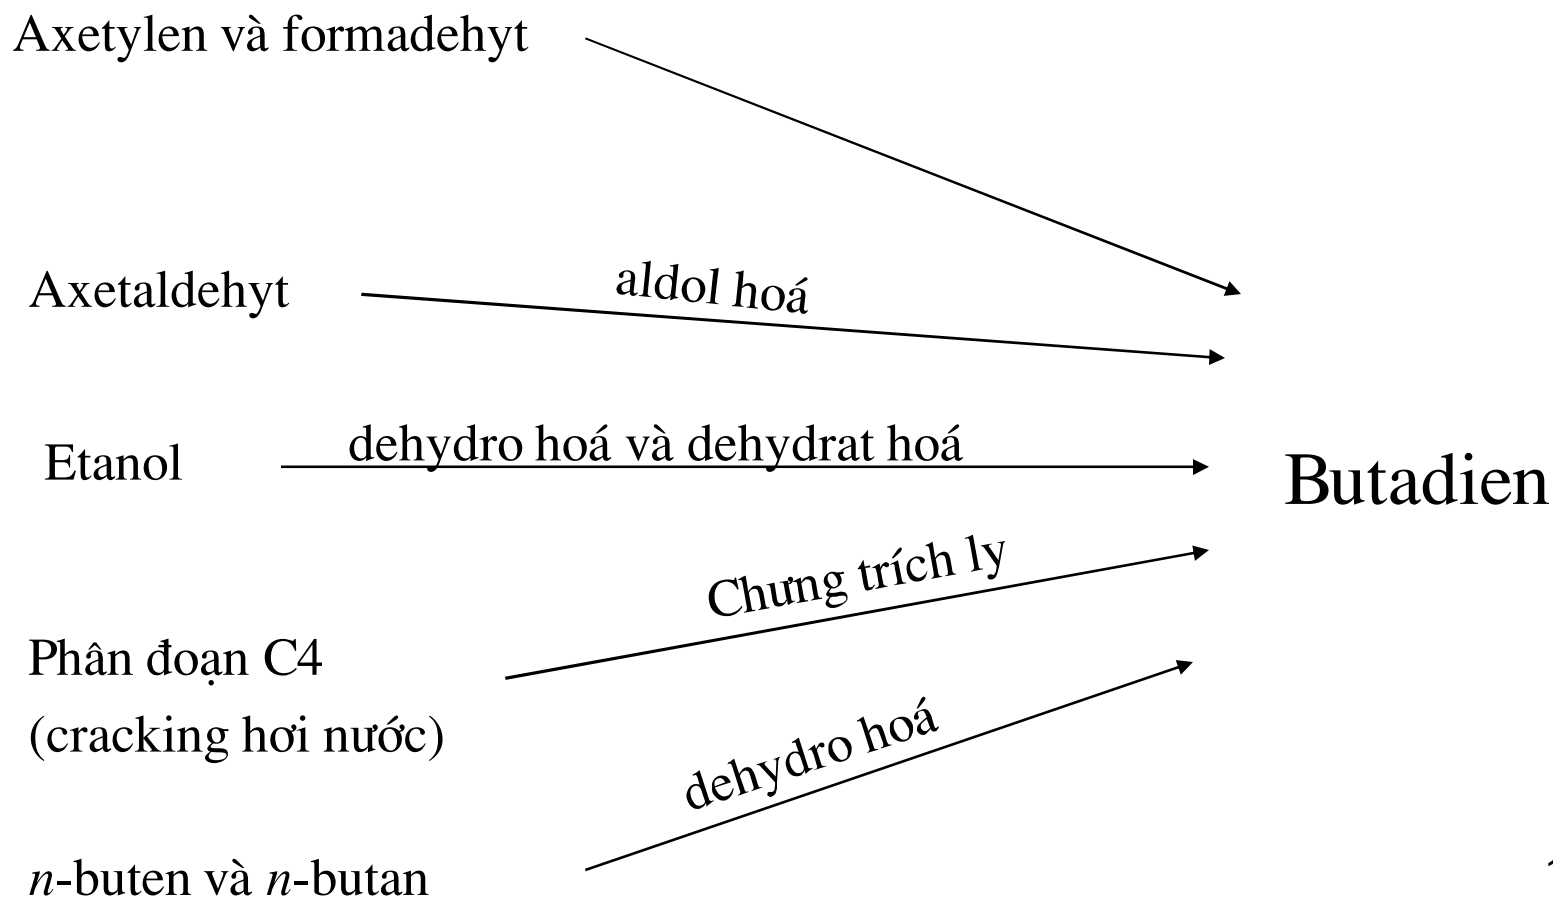 Axetylen và formadehyt
Axetaldehyt
aldol hoá
Etanol
dehydro hoá và dehydrat hoá
Butadien
Chưng trích ly
Phân đoạn C4
(cracking hơi nước)
dehydro hoá
n-buten và n-butan